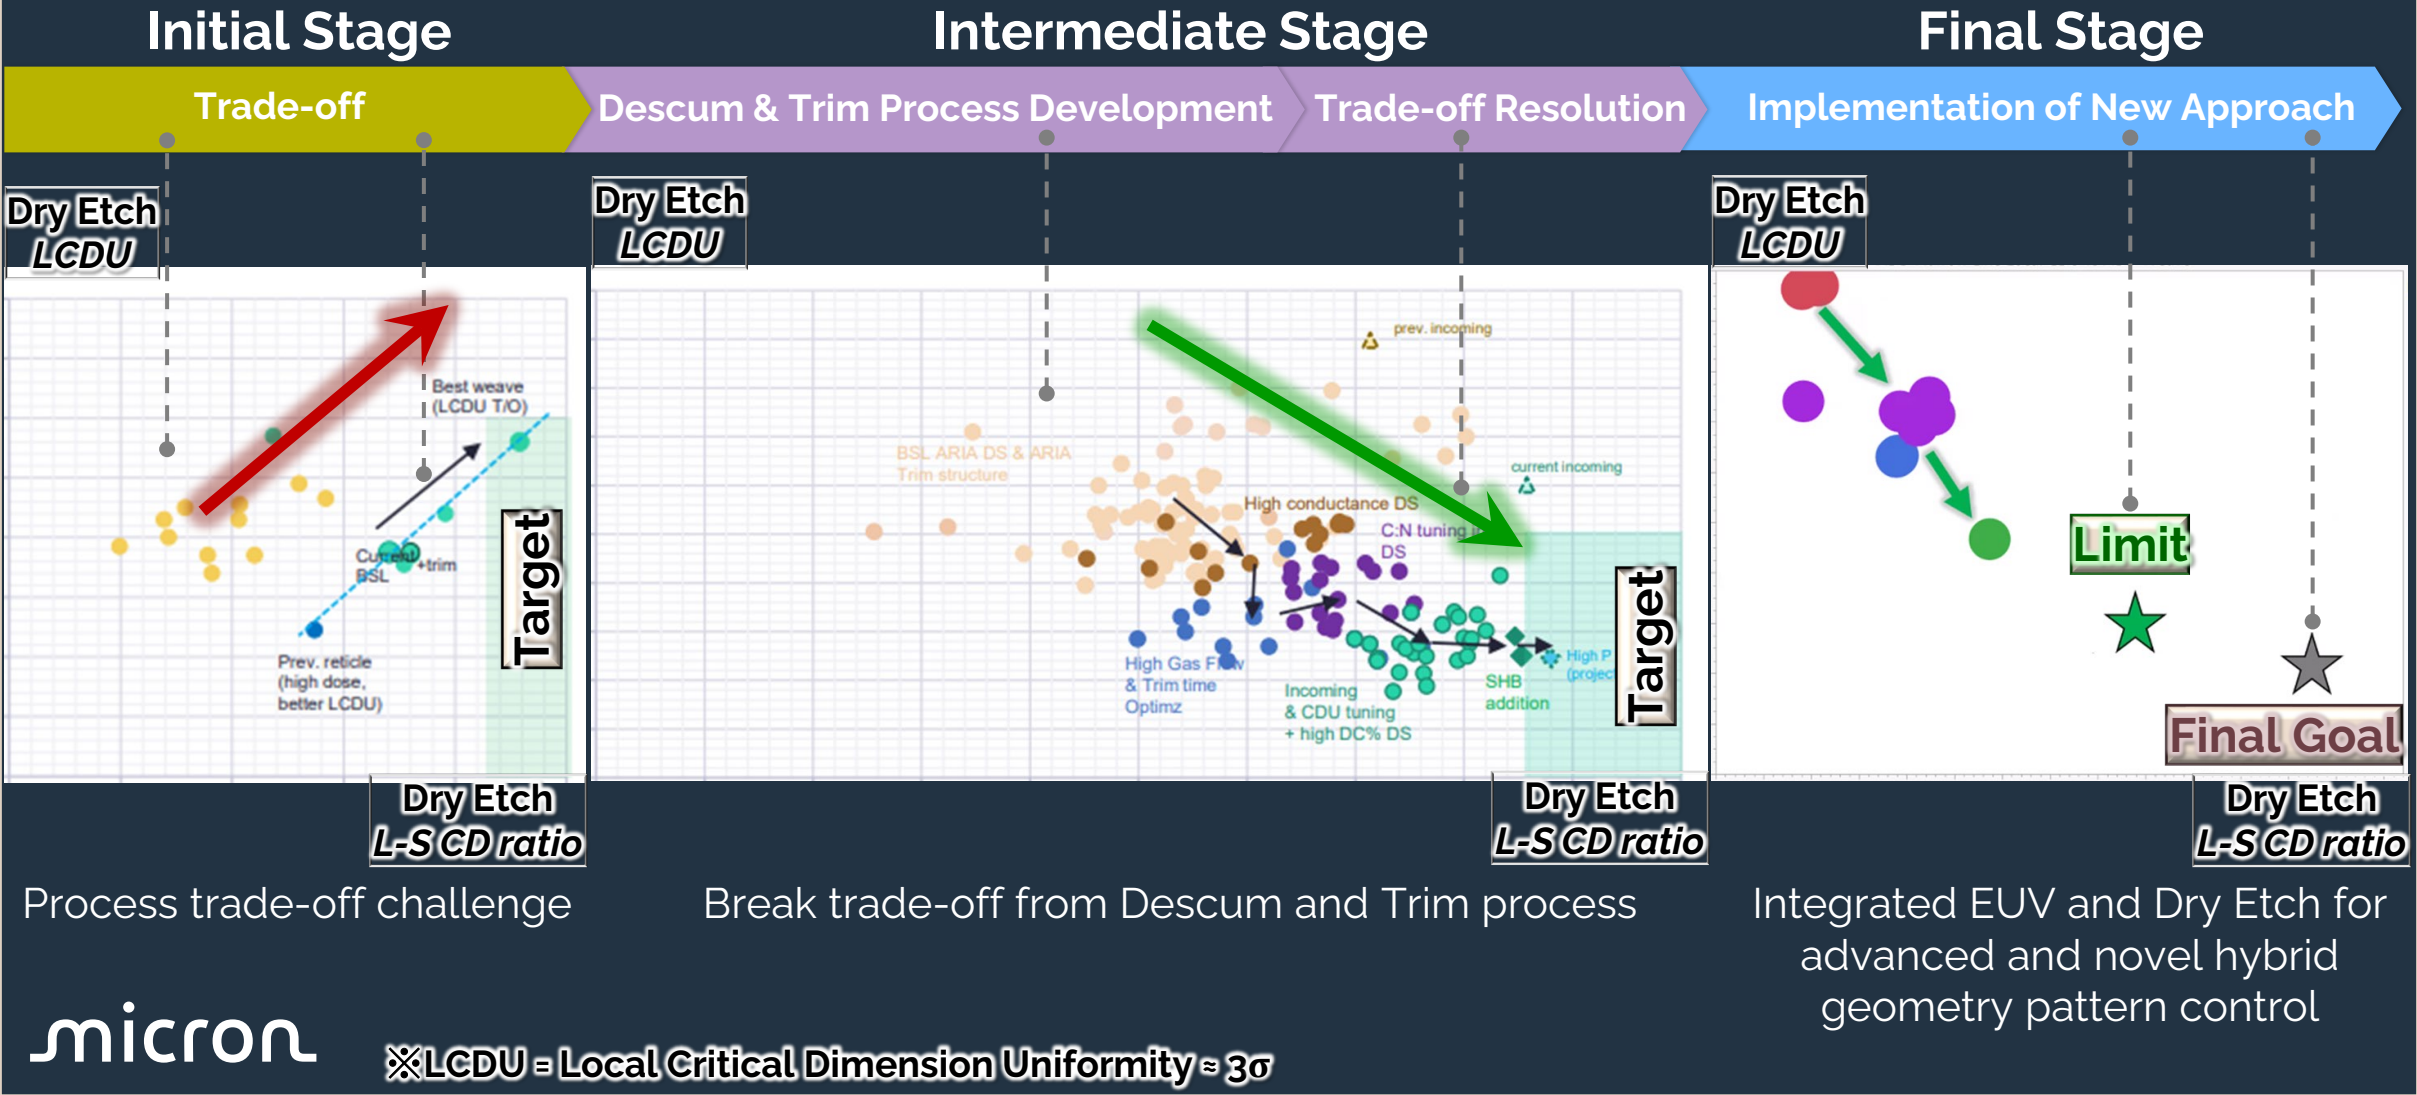 Initial Stage
Intermediate Stage
Final Stage
Trade-off
Descum & Trim Process Development
Trade-off Resolution
Implementation of New Approach
Dry Etch
LCDU
Best weave
(LCDU T/O)
Current
BSL
+trim
Prev. reticle
(high dose,
better LCDU)
Target
Dry Etch
L-S CD ratio
Dry Etch
LCDU
prev. incoming
BSL ARIA DS & ARIA
Trim structure
current incoming
High conductance DS
C:N tuning in
DS
High Gas Flow
& Trim time
Optimz
Incoming
& CDU tuning
+ high DC% DS
SHB
addition
High P
(project
Target
Dry Etch
L-S CD ratio
Dry Etch
LCDU
Limit
Final Goal
Dry Etch
L-S CD ratio
Process trade-off challenge
Break trade-off from Descum and Trim process
Integrated EUV and Dry Etch for
advanced and novel hybrid
geometry pattern control
micron
※LCDU = Local Critical Dimension Uniformity ≈ 3σ